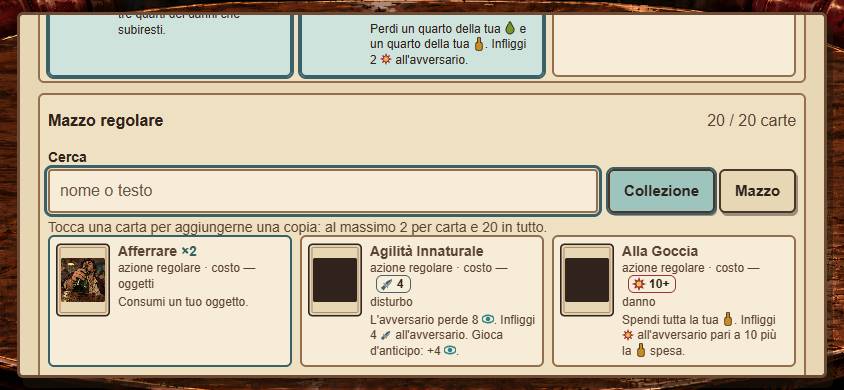 tre quarti dei danni che
subiresti.
Perdi un quarto della tua e
un quarto della tua . Infliggi
2 all'avversario.
Mazzo regolare
20 / 20 carte
Cerca
nome o testo
Collezione
Mazzo
Tocca una carta per aggiungerne una copia: al massimo 2 per carta e 20 in tutto.
Afferrare ×2
azione regolare · costo —
oggetti
Consumi un tuo oggetto.
Agilità Innaturale
azione regolare · costo —
4
disturbo
L'avversario perde 8 . Infliggi
4 all'avversario. Gioca
d'anticipo: +4 .
Alla Goccia
azione regolare · costo —
10+
danno
Spendi tutta la tua . Infliggi
all'avversario pari a 10 più
la spesa.